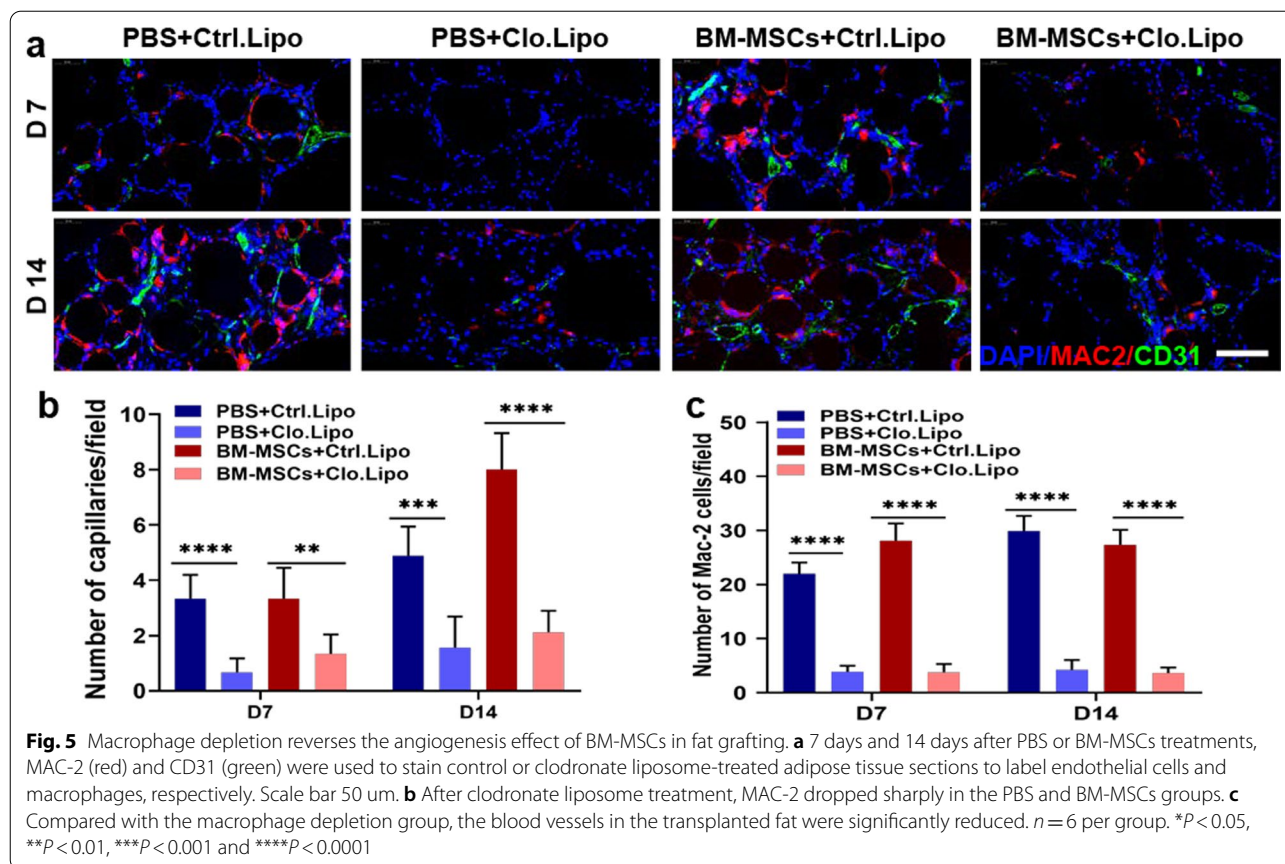 a
PBS+Ctrl.Lipo PBS+Clo.Lipo BM-MSCs+Ctrl.Lipo BM-MSCs+Clo.Lipo
D 7
D 14
DAPI/MAC2/CD31
b
Number of capillaries/field
10
8
6
4
2
0
PBS+Ctrl.Lipo
PBS+Clo.Lipo
BM-MSCs+Ctrl.Lipo
BM-MSCs+Clo.Lipo
****
**
***
****
D7 D14
c
Number of Mac-2 cells/field
50
40
30
20
10
0
PBS+Ctrl.Lipo
PBS+Clo.Lipo
BM-MSCs+Ctrl.Lipo
BM-MSCs+Clo.Lipo
****
****
****
****
D7 D14
Fig. 5 Macrophage depletion reverses the angiogenesis effect of BM-MSCs in fat grafting. a 7 days and 14 days after PBS or BM-MSCs treatments,
MAC-2 (red) and CD31 (green) were used to stain control or clodronate liposome-treated adipose tissue sections to label endothelial cells and
macrophages, respectively. Scale bar 50 um. b After clodronate liposome treatment, MAC-2 dropped sharply in the PBS and BM-MSCs groups. c
Compared with the macrophage depletion group, the blood vessels in the transplanted fat were significantly reduced. n = 6 per group. *P < 0.05,
**P < 0.01, ***P < 0.001 and ****P < 0.0001